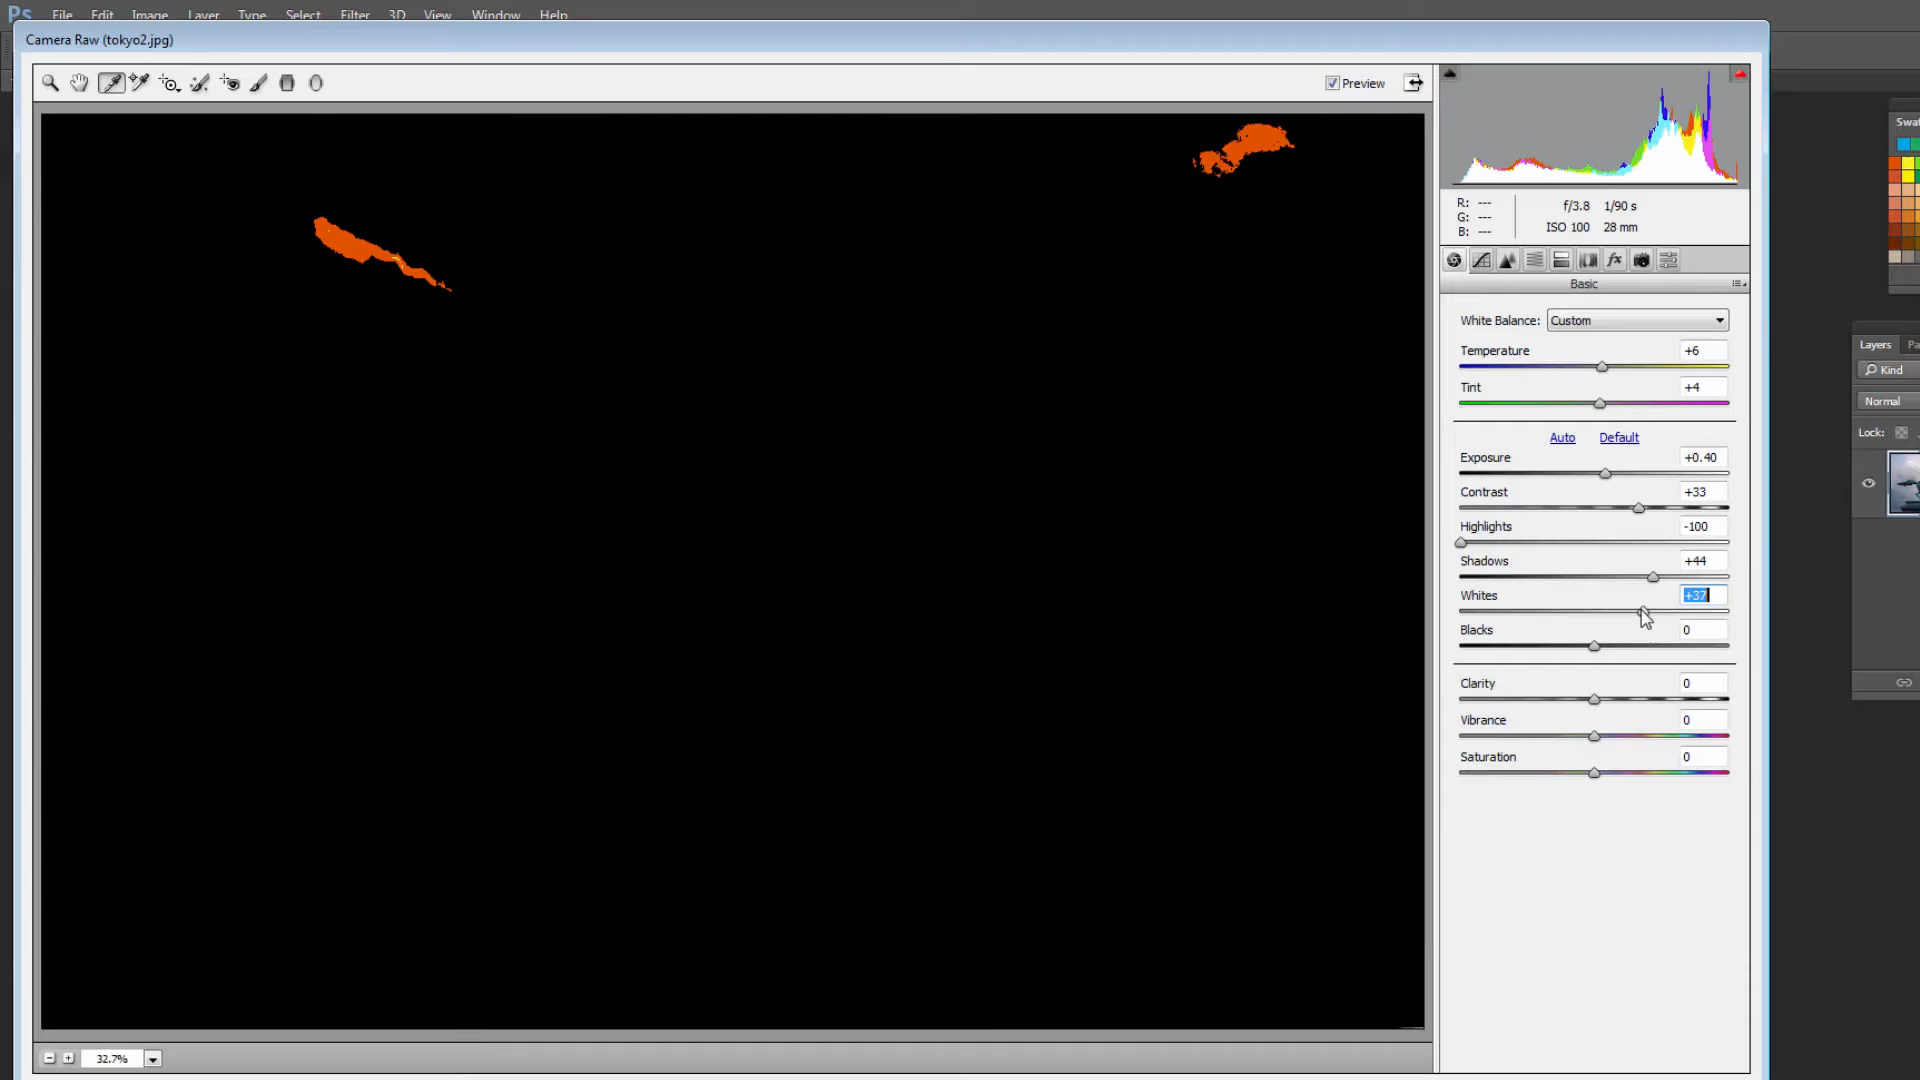 Ps File Edit Image Layer Type Select Filter 3D View Window Help
Camera Raw (tokyo2.jpg)
Preview
R: ---
G: ---
B: ---
f/3.8 1/90 s
ISO 100 28 mm
fx
Basic
White Balance: Custom
Temperature +6
Tint +4
Auto Default
Exposure +0.40
Contrast +33
Highlights -100
Shadows +44
Whites +37
Blacks 0
Clarity 0
Vibrance 0
Saturation 0
32.7%
Swat
Layers Pa
Kind
Normal
Lock: